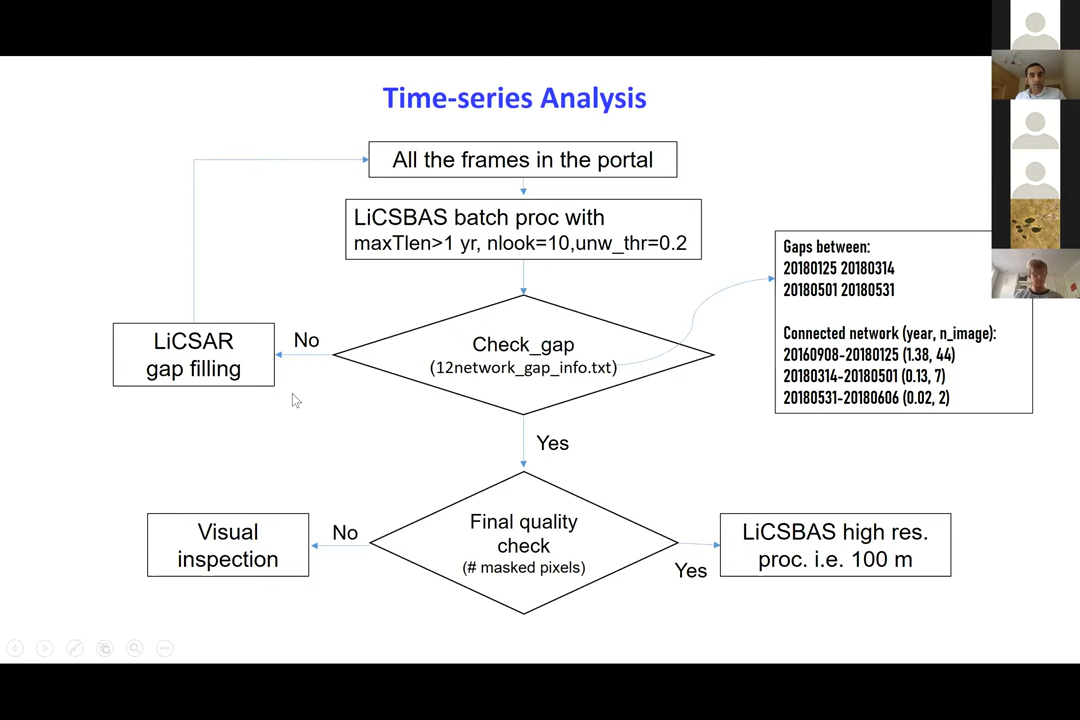 Time-series Analysis
All the frames in the portal
LiCSBAS batch proc with
maxTlen>1 yr, nlook=10,unw_thr=0.2
Gaps between:
20180125 20180314
20180501 20180531
Connected network (year, n_image):
20160908-20180125 (1.38, 44)
20180314-20180501 (0.13, 7)
20180531-20180606 (0.02, 2)
LiCSAR
gap filling
No
Check_gap
(12network_gap_info.txt)
Yes
Visual
inspection
No
Final quality
check
(# masked pixels)
Yes
LiCSBAS high res.
proc. i.e. 100 m